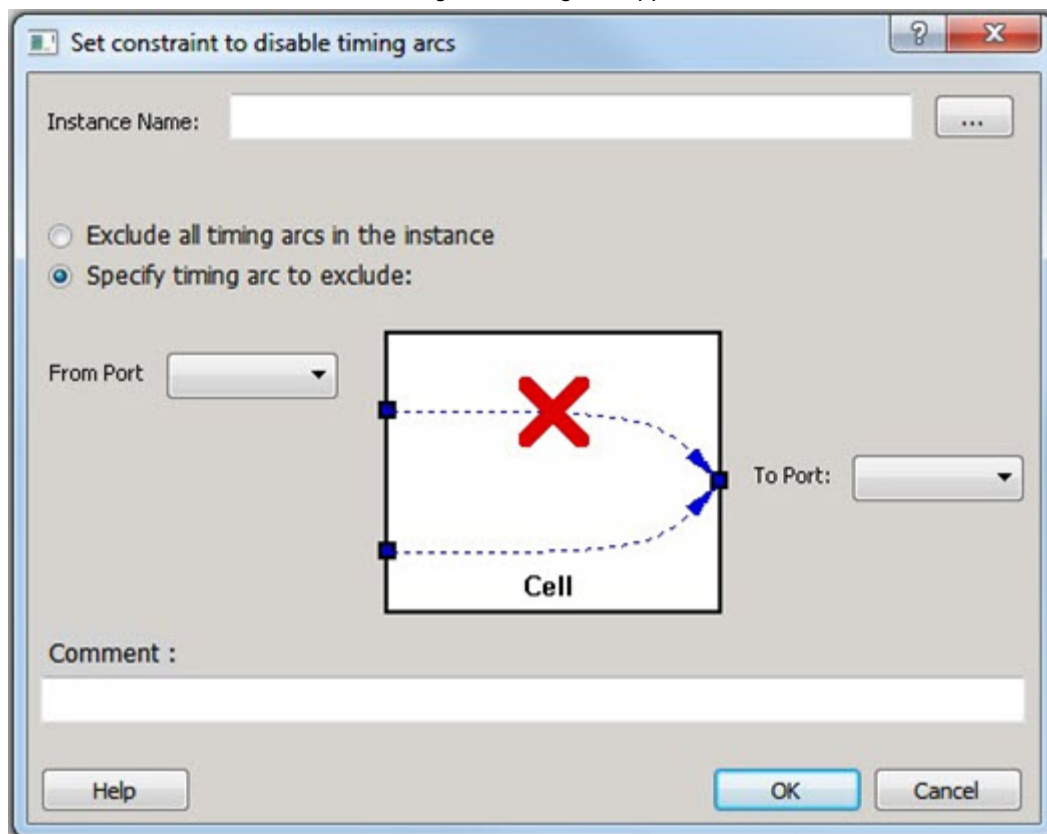 Set constraint to disable timing arcs
Instance Name:
...
Exclude all timing arcs in the instance
Specify timing arc to exclude:
From Port
To Port:
Cell
Comment :
Help
OK
Cancel